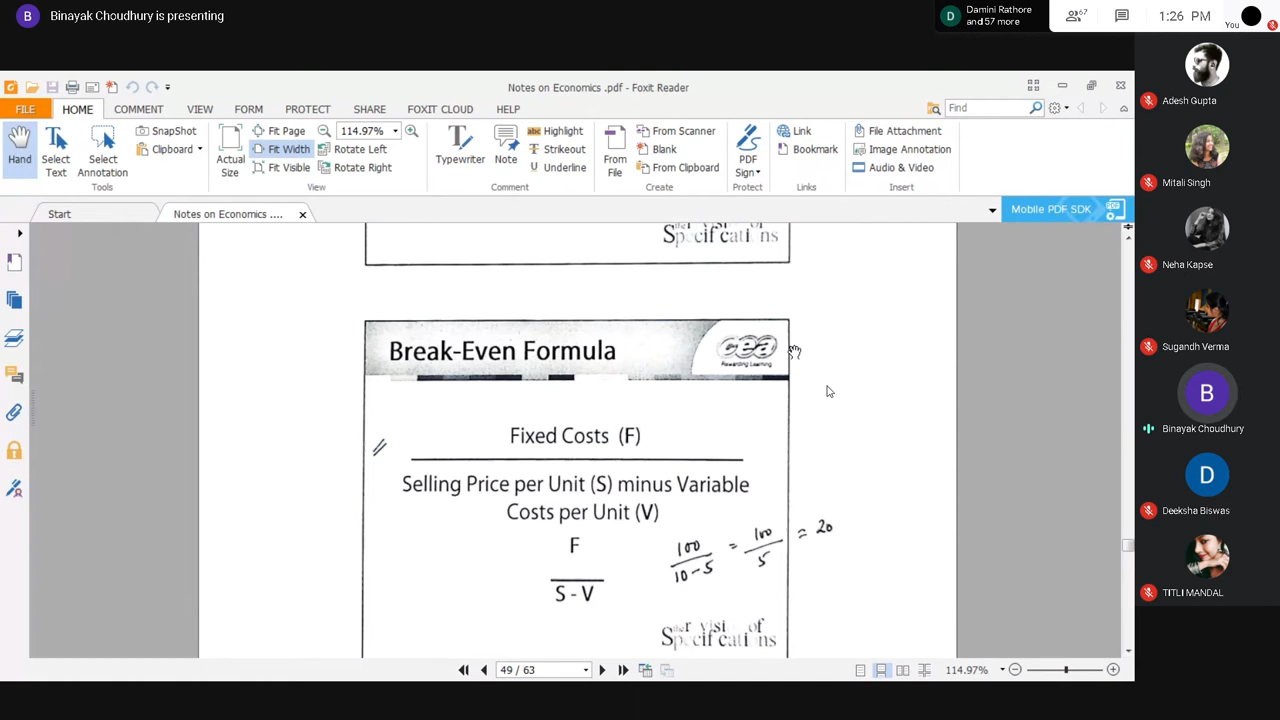 B Binayak Choudhury is presenting
D Damini Rathore
and 57 more
67
1:26 PM
You
Notes on Economics .pdf - Foxit Reader
FILE HOME COMMENT VIEW FORM PROTECT SHARE FOXIT CLOUD HELP
Find
Hand
Select
Text
Select
Annotation
SnapShot
Clipboard
Tools
Actual
Size
Fit Page
Fit Width
Fit Visible
114.97%
Rotate Left
Rotate Right
View
Typewriter
Note
Highlight
Strikeout
Underline
Comment
From
File
From Scanner
Blank
From Clipboard
Create
PDF
Sign
Protect
Link
Bookmark
Links
File Attachment
Image Annotation
Audio & Video
Insert
Start
Notes on Economics ....
Mobile PDF SDK
Specifications
Break-Even Formula
cea
Rewarding Learning
Fixed Costs (F)
Selling Price per Unit (S) minus Variable
Costs per Unit (V)
F
S - V
100
10-5
=
100
5
= 20
Specifications
49 / 63
114.97%
Adesh Gupta
Mitali Singh
Neha Kapse
Sugandh Verma
B
Binayak Choudhury
D
Deeksha Biswas
TITLI MANDAL